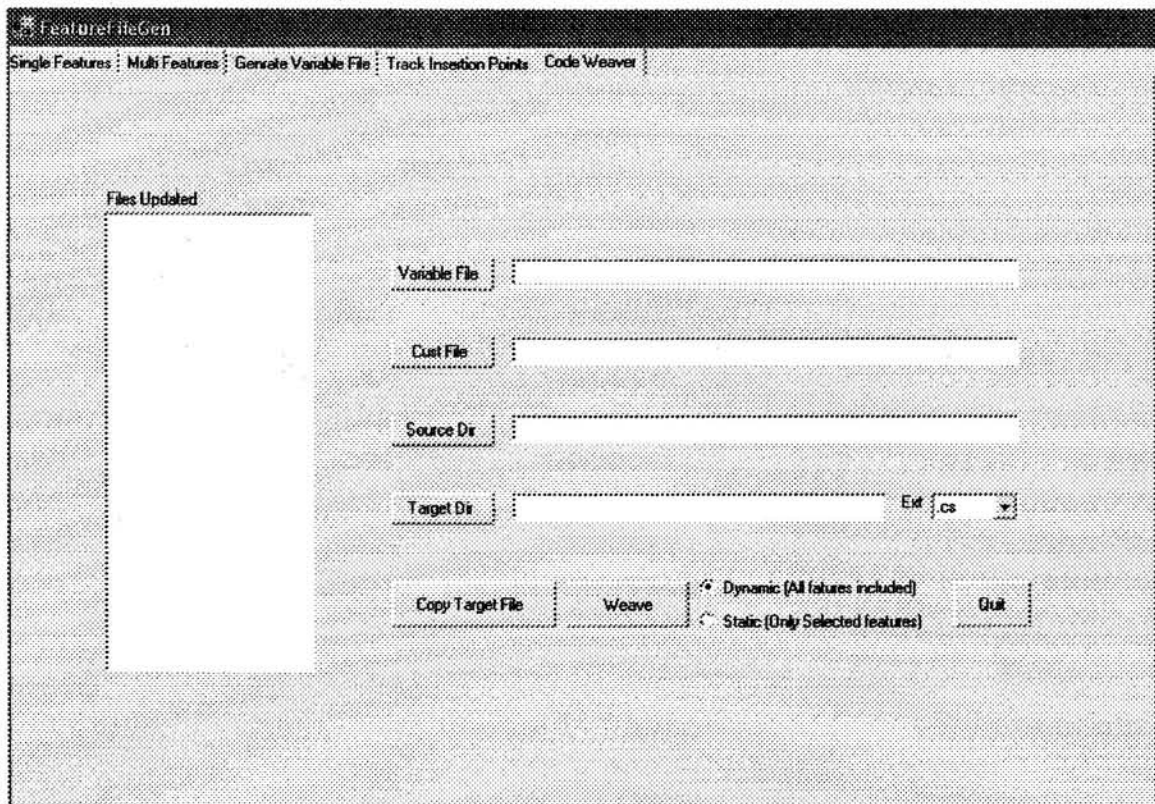 FeatureFileGen
Single Features Multi Features Genrate Variable File Track Insertion Points Code Weaver
Files Updated
Variable File
Cust File
Source Dir
Target Dir Ext .cs
Copy Target File Weave Dynamic (All fatures included) Quit
Static (Only Selected features)